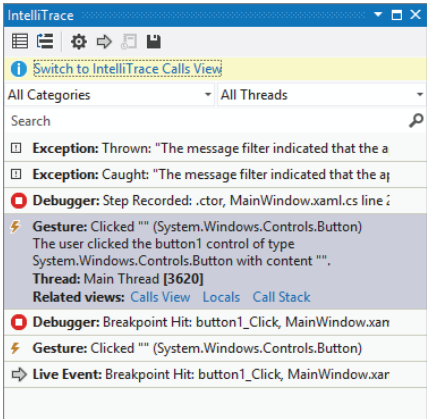 IntelliTrace
Switch to IntelliTrace Calls View
All Categories All Threads
Search
Exception: Thrown: "The message filter indicated that the a
Exception: Caught: "The message filter indicated that the a
Debugger: Step Recorded: .ctor, MainWindow.xaml.cs line
Gesture: Clicked "" (System.Windows.Controls.Button)
The user clicked the button1 control of type
System.Windows.Controls.Button with content "".
Thread: Main Thread [3620]
Related views: Calls View Locals Call Stack
Debugger: Breakpoint Hit: button1_Click, MainWindow.xam
Gesture: Clicked "" (System.Windows.Controls.Button)
Live Event: Breakpoint Hit: button1_Click, MainWindow.xar